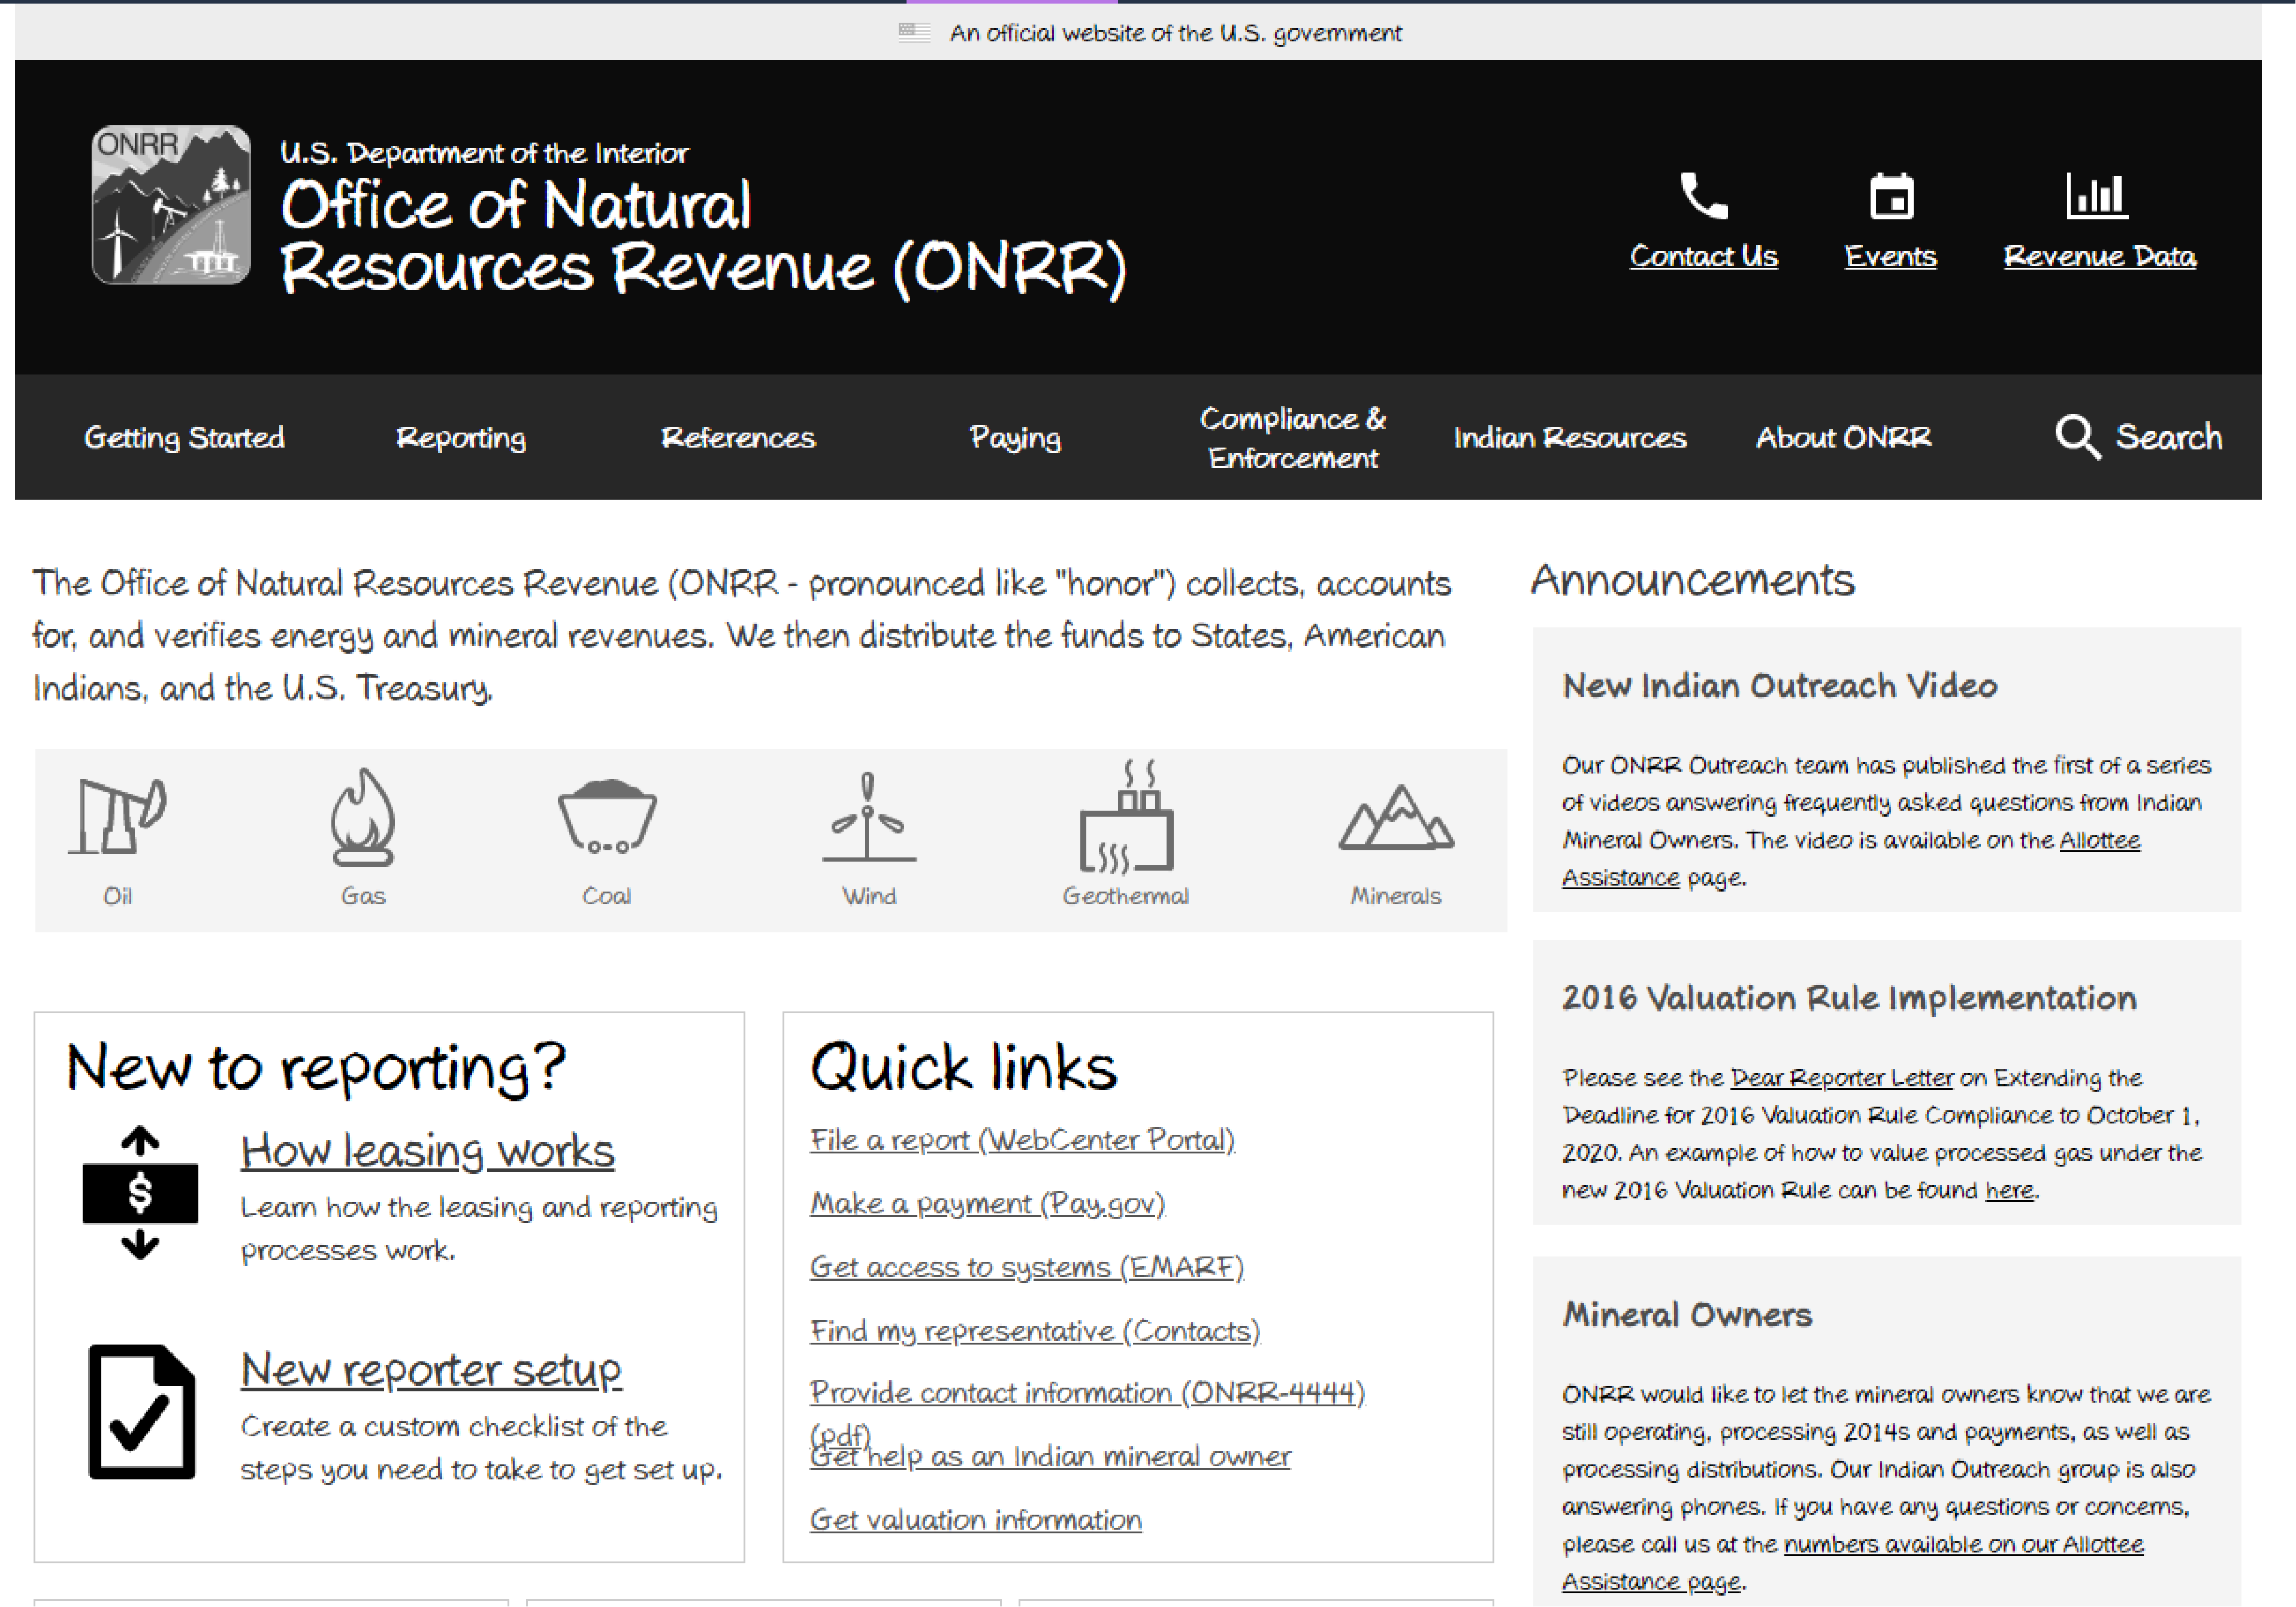 An official website of the U.S. government
ONRR
U.S. Department of the Interior
Office of Natural
Resources Revenue (ONRR)
Contact Us
Events
Revenue Data
Getting Started
Reporting
References
Paying
Compliance &
Enforcement
Indian Resources
About ONRR
Search
The Office of Natural Resources Revenue (ONRR - pronounced like "honor") collects, accounts
for, and verifies energy and mineral revenues. We then distribute the funds to States, American
Indians, and the U.S. Treasury.
Oil
Gas
Coal
Wind
Geothermal
Minerals
New to reporting?
How leasing works
Learn how the leasing and reporting
processes work.
New reporter setup
Create a custom checklist of the
steps you need to take to get set up.
Quick links
File a report (WebCenter Portal)
Make a payment (Pay.gov)
Get access to systems (EMARF)
Find my representative (Contacts)
Provide contact information (ONRR-4444)
(pdf)
Get help as an Indian mineral owner
Get valuation information
Announcements
New Indian Outreach Video
Our ONRR Outreach team has published the first of a series
of videos answering frequently asked questions from Indian
Mineral Owners. The video is available on the Allottee
Assistance page.
2016 Valuation Rule Implementation
Please see the Dear Reporter Letter on Extending the
Deadline for 2016 Valuation Rule Compliance to October 1,
2020. An example of how to value processed gas under the
new 2016 Valuation Rule can be found here.
Mineral Owners
ONRR would like to let the mineral owners know that we are
still operating, processing 2014s and payments, as well as
processing distributions. Our Indian Outreach group is also
answering phones. If you have any questions or concerns,
please call us at the numbers available on our Allottee
Assistance page.